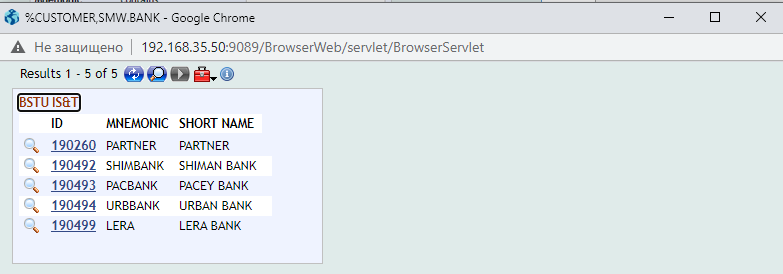 %CUSTOMER,SMW.BANK - Google Chrome
Не защищено 192.168.35.50:9089/BrowserWeb/servlet/BrowserServlet
Results 1 - 5 of 5
BSTU IS&T
ID MNEMONIC SHORT NAME
190260 PARTNER PARTNER
190492 SHIMBANK SHIMAN BANK
190493 PACBANK PACEY BANK
190494 URBBANK URBAN BANK
190499 LERA LERA BANK